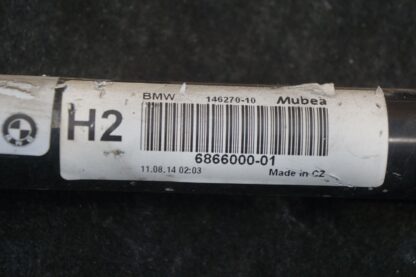 BMW 146270-10 Mubea
H2
6866000-01
11.08.14 02:03 Made in CZ